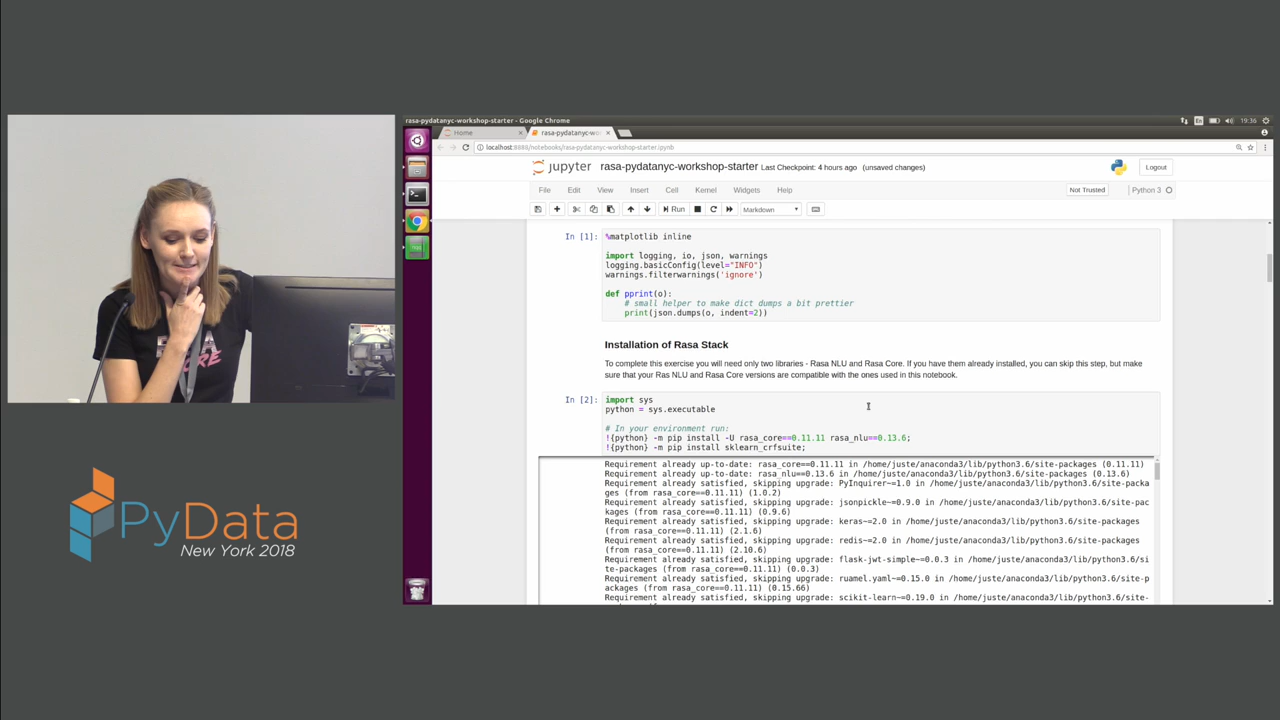 rasa-pydatanyc-workshop-starter - Google Chrome
En
19:36
Home
rasa-pydatanyc-wo
localhost:8888/notebooks/rasa-pydatanyc-workshop-starter.ipynb
jupyter rasa-pydatanyc-workshop-starter Last Checkpoint: 4 hours ago (unsaved changes)
Logout
File Edit View Insert Cell Kernel Widgets Help
Not Trusted
Python 3
Run
Markdown
In [1]: %matplotlib inline
import logging, io, json, warnings
logging.basicConfig(level="INFO")
warnings.filterwarnings('ignore')
def pprint(o):
# small helper to make dict dumps a bit prettier
print(json.dumps(o, indent=2))
Installation of Rasa Stack
To complete this exercise you will need only two libraries - Rasa NLU and Rasa Core. If you have them already installed, you can skip this step, but make
sure that your Ras NLU and Rasa Core versions are compatible with the ones used in this notebook.
In [2]: import sys
python = sys.executable
# In your environment run:
!{python} -m pip install -U rasa_core==0.11.11 rasa_nlu==0.13.6;
!{python} -m pip install sklearn_crfsuite;
Requirement already up-to-date: rasa_core==0.11.11 in /home/juste/anaconda3/lib/python3.6/site-packages (0.11.11)
Requirement already up-to-date: rasa_nlu==0.13.6 in /home/juste/anaconda3/lib/python3.6/site-packages (0.13.6)
Requirement already satisfied, skipping upgrade: PyInquirer~=1.0 in /home/juste/anaconda3/lib/python3.6/site-packa
ges (from rasa_core==0.11.11) (1.0.2)
Requirement already satisfied, skipping upgrade: jsonpickle~=0.9.0 in /home/juste/anaconda3/lib/python3.6/site-pac
kages (from rasa_core==0.11.11) (0.9.6)
Requirement already satisfied, skipping upgrade: keras~=2.0 in /home/juste/anaconda3/lib/python3.6/site-packages
(from rasa_core==0.11.11) (2.1.6)
Requirement already satisfied, skipping upgrade: redis~=2.0 in /home/juste/anaconda3/lib/python3.6/site-packages
(from rasa_core==0.11.11) (2.10.6)
Requirement already satisfied, skipping upgrade: flask-jwt-simple~=0.0.3 in /home/juste/anaconda3/lib/python3.6/si
te-packages (from rasa_core==0.11.11) (0.0.3)
Requirement already satisfied, skipping upgrade: ruamel.yaml~=0.15.0 in /home/juste/anaconda3/lib/python3.6/site-p
ackages (from rasa_core==0.11.11) (0.15.66)
Requirement already satisfied, skipping upgrade: scikit-learn~=0.19.0 in /home/juste/anaconda3/lib/python3.6/site-
PyData
New York 2018